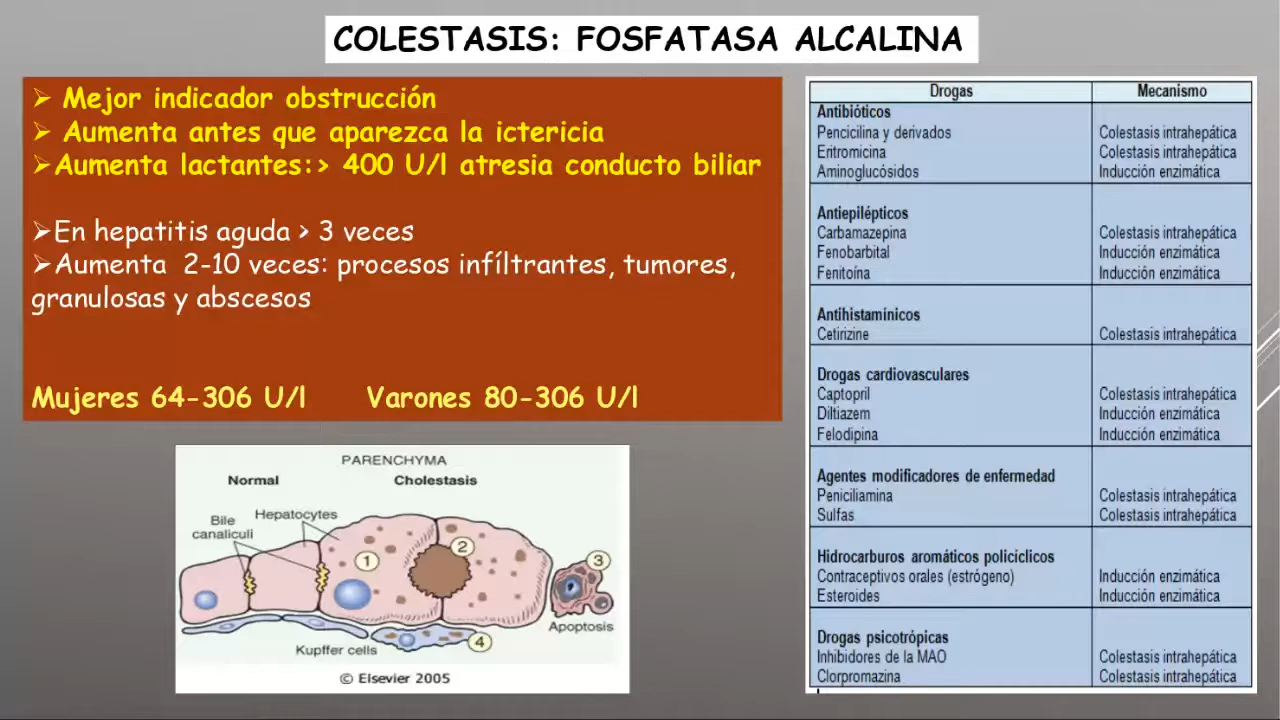 COLESTASIS: FOSFATASA ALCALINA
➢ Mejor indicador obstrucción
➢ Aumenta antes que aparezca la ictericia
➢Aumenta lactantes:> 400 U/l atresia conducto biliar
➢En hepatitis aguda > 3 veces
➢Aumenta 2-10 veces: procesos infíltrantes, tumores,
granulosas y abscesos
Mujeres 64-306 U/l Varones 80-306 U/l
PARENCHYMA
Normal Cholestasis
Bile
canaliculi
Hepatocytes
1
2
3
Apoptosis
4
Kupffer cells
© Elsevier 2005
Drogas Mecanismo
Antibióticos
Pencicilina y derivados Colestasis intrahepática
Eritromicina Colestasis intrahepática
Aminoglucósidos Inducción enzimática
Antiepilépticos
Carbamazepina Colestasis intrahepática
Fenobarbital Inducción enzimática
Fenitoína Inducción enzimática
Antihistamínicos
Cetirizine Colestasis intrahepática
Drogas cardiovasculares
Captopril Colestasis intrahepática
Diltiazem Inducción enzimática
Felodipina Inducción enzimática
Agentes modificadores de enfermedad
Peniciliamina Colestasis intrahepática
Sulfas Colestasis intrahepática
Hidrocarburos aromáticos policíclicos
Contraceptivos orales (estrógeno) Inducción enzimática
Esteroides Inducción enzimática
Drogas psicotrópicas
Inhibidores de la MAO Colestasis intrahepática
Clorpromazina Colestasis intrahepática